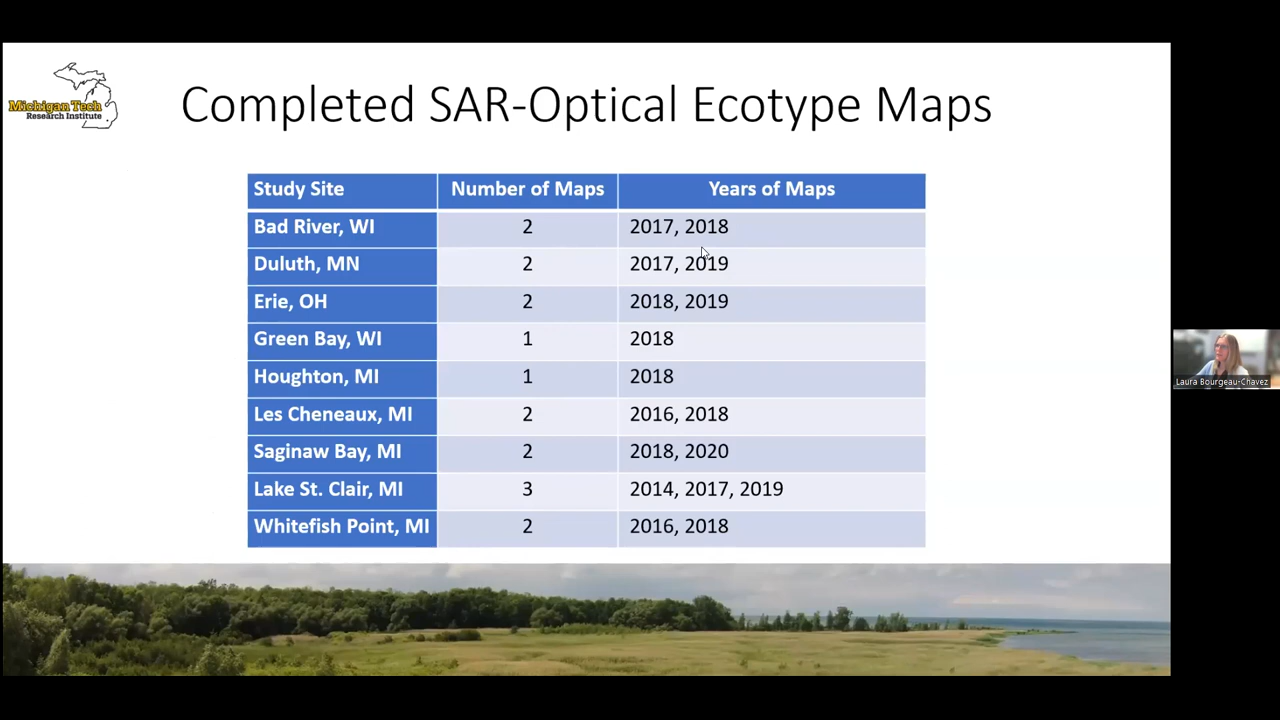 Michigan Tech
Research Institute
Completed SAR-Optical Ecotype Maps
Study Site Number of Maps Years of Maps
Bad River, WI 2 2017, 2018
Duluth, MN 2 2017, 2019
Erie, OH 2 2018, 2019
Green Bay, WI 1 2018
Houghton, MI 1 2018
Les Cheneaux, MI 2 2016, 2018
Saginaw Bay, MI 2 2018, 2020
Lake St. Clair, MI 3 2014, 2017, 2019
Whitefish Point, MI 2 2016, 2018
Laura Bourgeau-Chavez